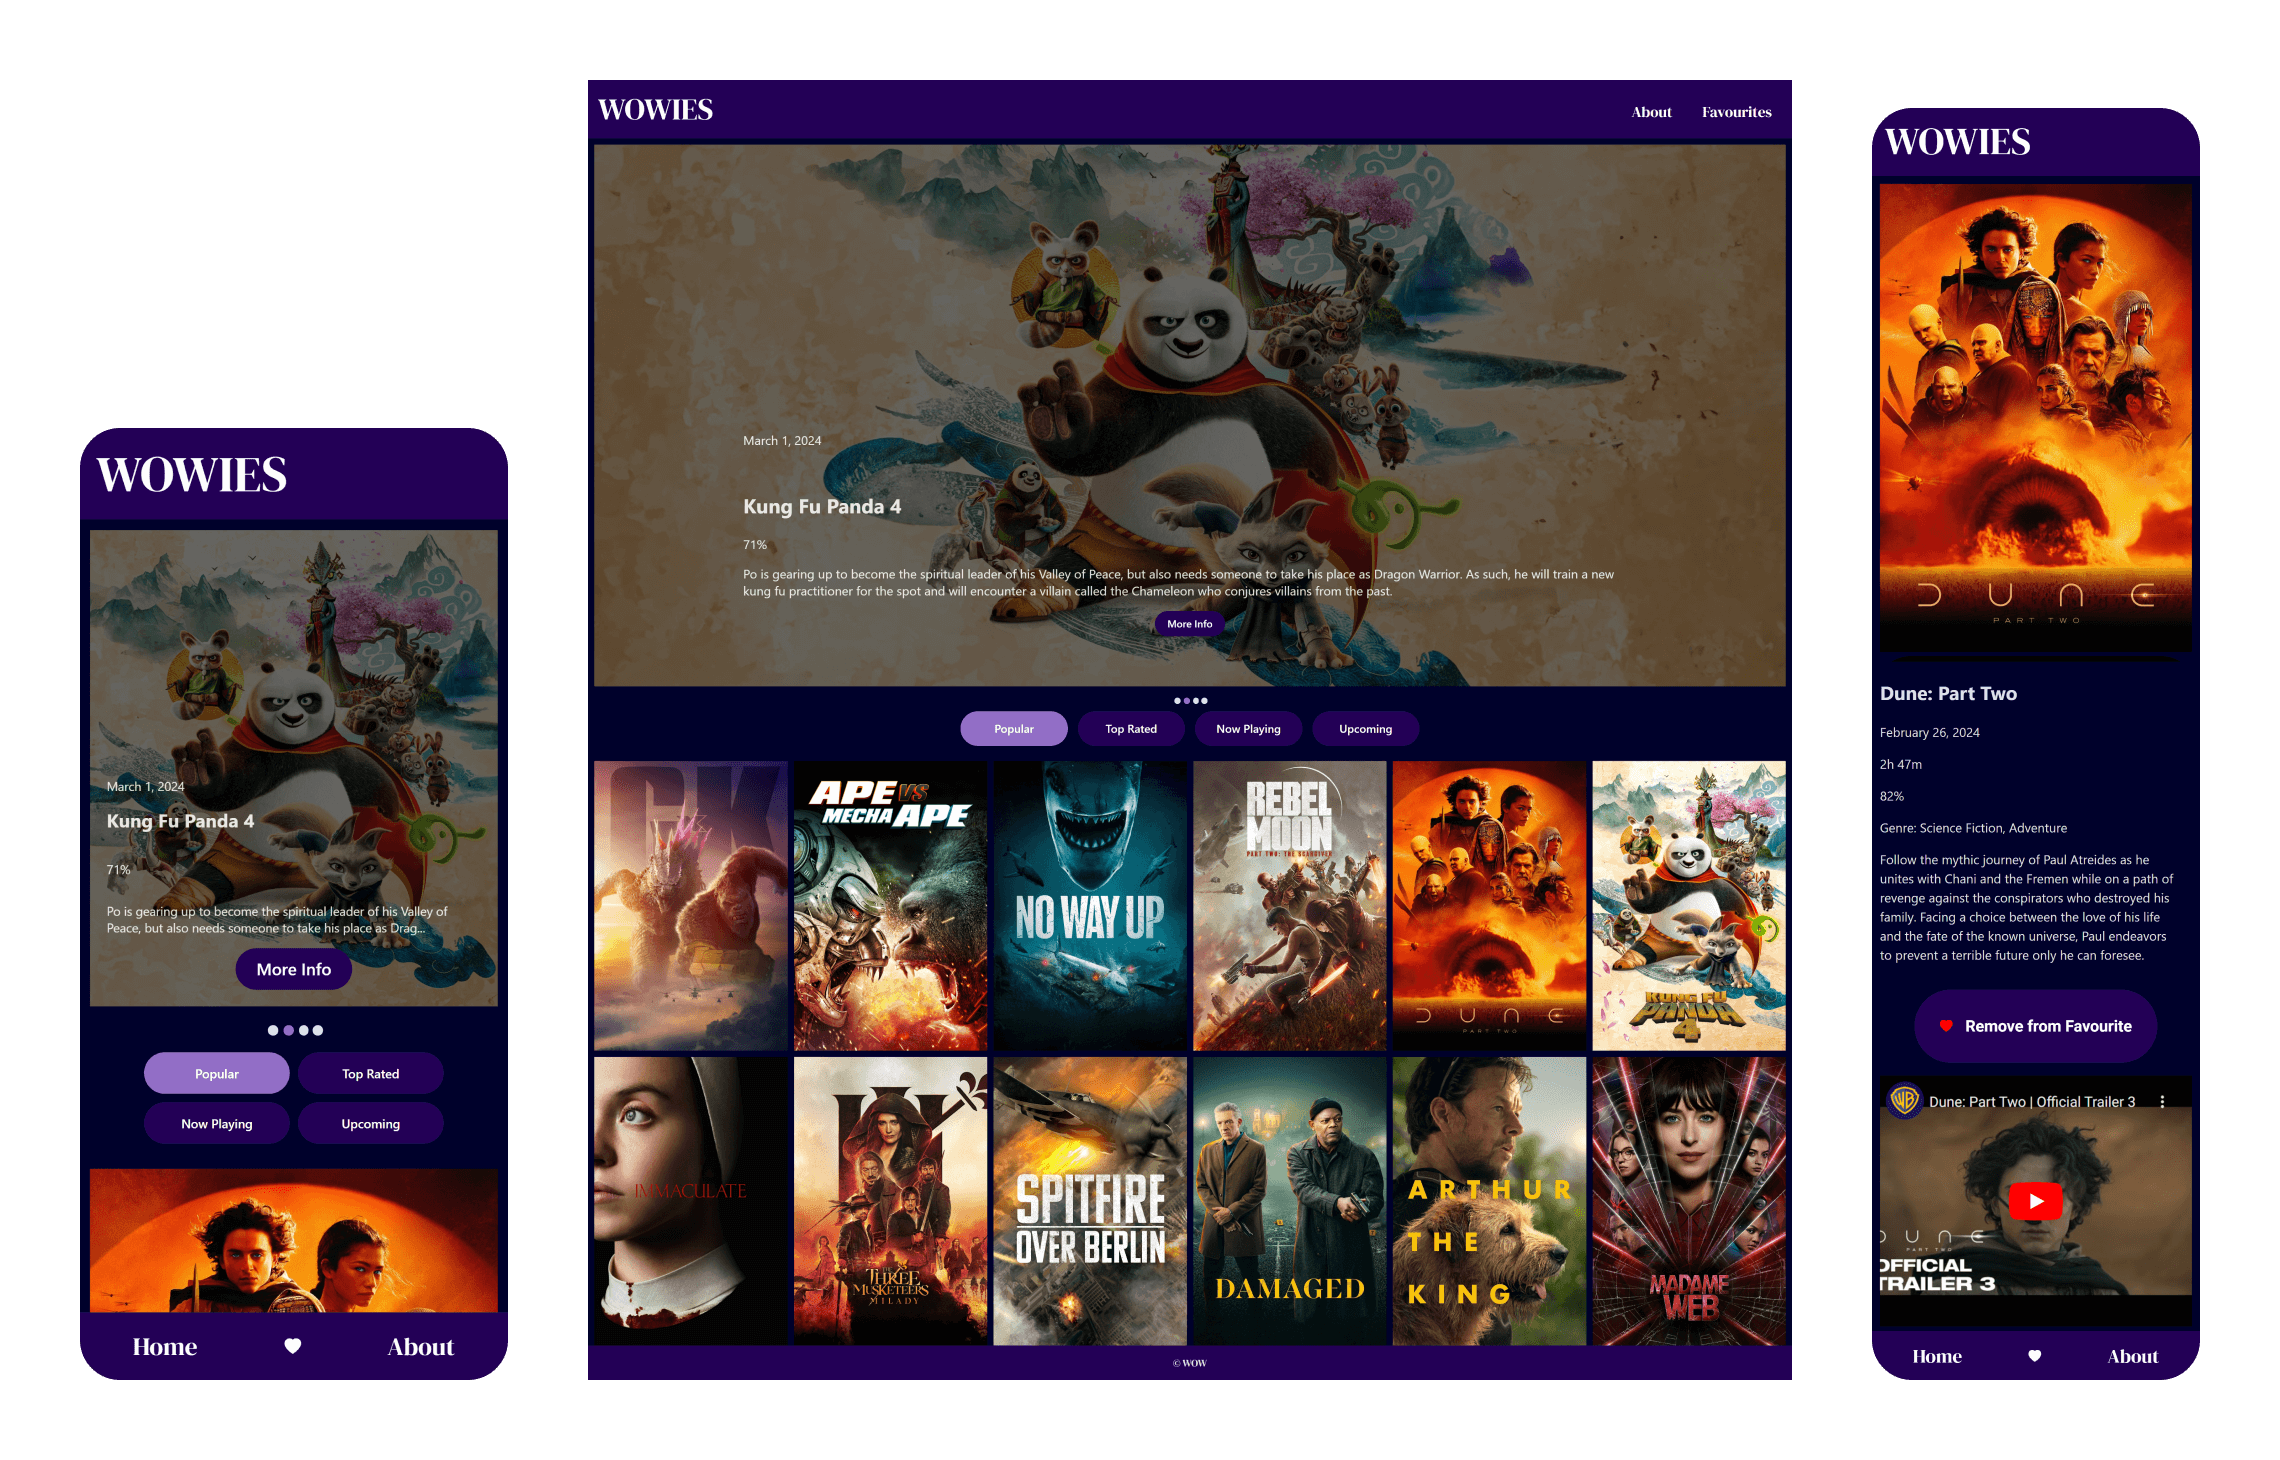 WOWIES
March 1, 2024
Kung Fu Panda 4
71%
Po is gearing up to become the spiritual leader of his Valley of
Peace, but also needs someone to take his place as Drag...
More Info
Popular
Top Rated
Now Playing
Upcoming
Home
About
WOWIES
About
Favourites
March 1, 2024
Kung Fu Panda 4
71%
Po is gearing up to become the spiritual leader of his Valley of Peace, but also needs someone to take his place as Dragon Warrior. As such, he will train a new
kung fu practitioner for the spot and will encounter a villain called the Chameleon who conjures villains from the past.
More Info
Popular
Top Rated
Now Playing
Upcoming
GK
APE VS
MECHA APE
NO WAY UP
REBEL
MOON
PART TWO: THE SCARGIVER
DUNE
PART TWO
KUNG FU
PANDA
4
IMMACULATE
THE
THREE
MUSKETEERS
MILADY
SPITFIRE
OVER BERLIN
DAMAGED
ARTHUR
THE
KING
MADAME
WEB
© WOW
WOWIES
DUNE
PART TWO
Dune: Part Two
February 26, 2024
2h 47m
82%
Genre: Science Fiction, Adventure
Follow the mythic journey of Paul Atreides as he
unites with Chani and the Fremen while on a path of
revenge against the conspirators who destroyed his
family. Facing a choice between the love of his life
and the fate of the known universe, Paul endeavors
to prevent a terrible future only he can foresee.
Remove from Favourite
WB
Dune: Part Two | Official Trailer 3
DUNE
PART TWO
OFFICIAL
TRAILER 3
Home
About